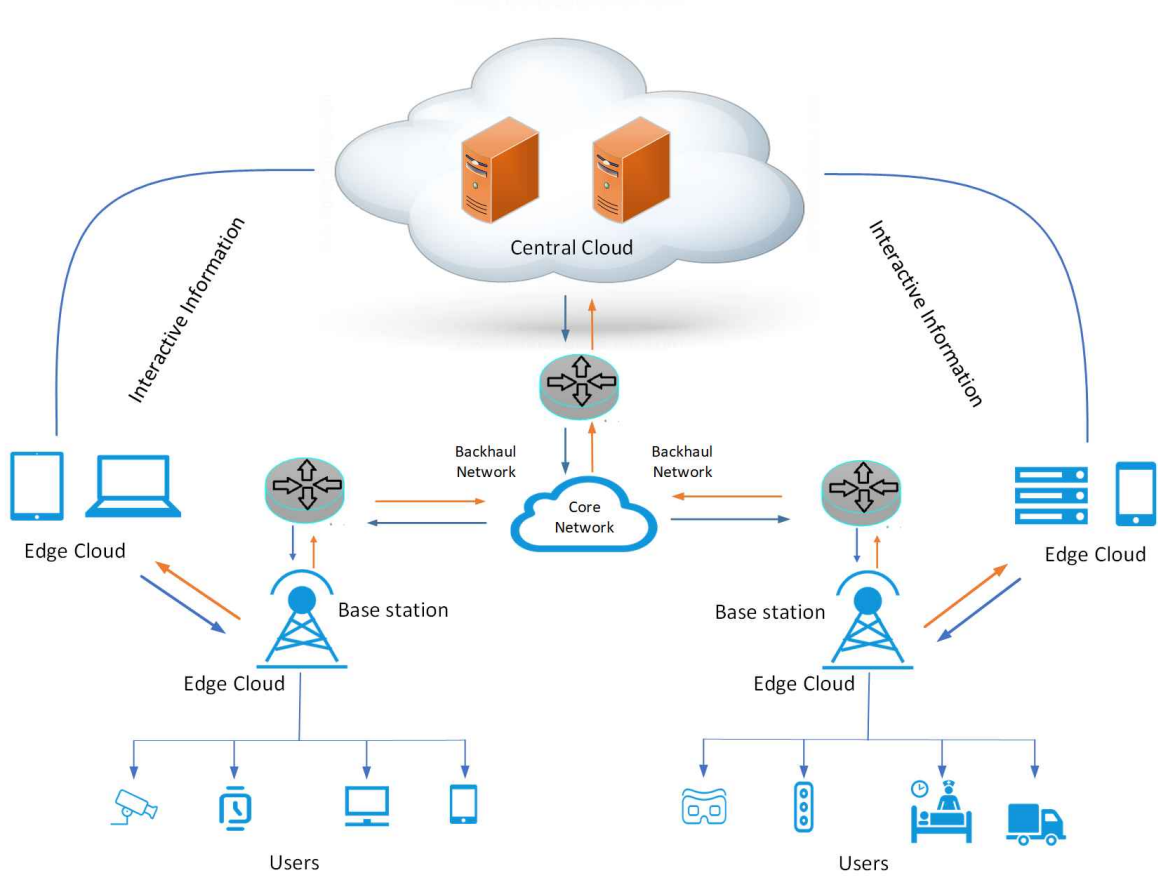 Central Cloud
Interactive Information
Interactive Information
Backhaul
Network
Backhaul
Network
Core
Network
Edge Cloud
Edge Cloud
Base station
Base station
Edge Cloud
Edge Cloud
Users
Users